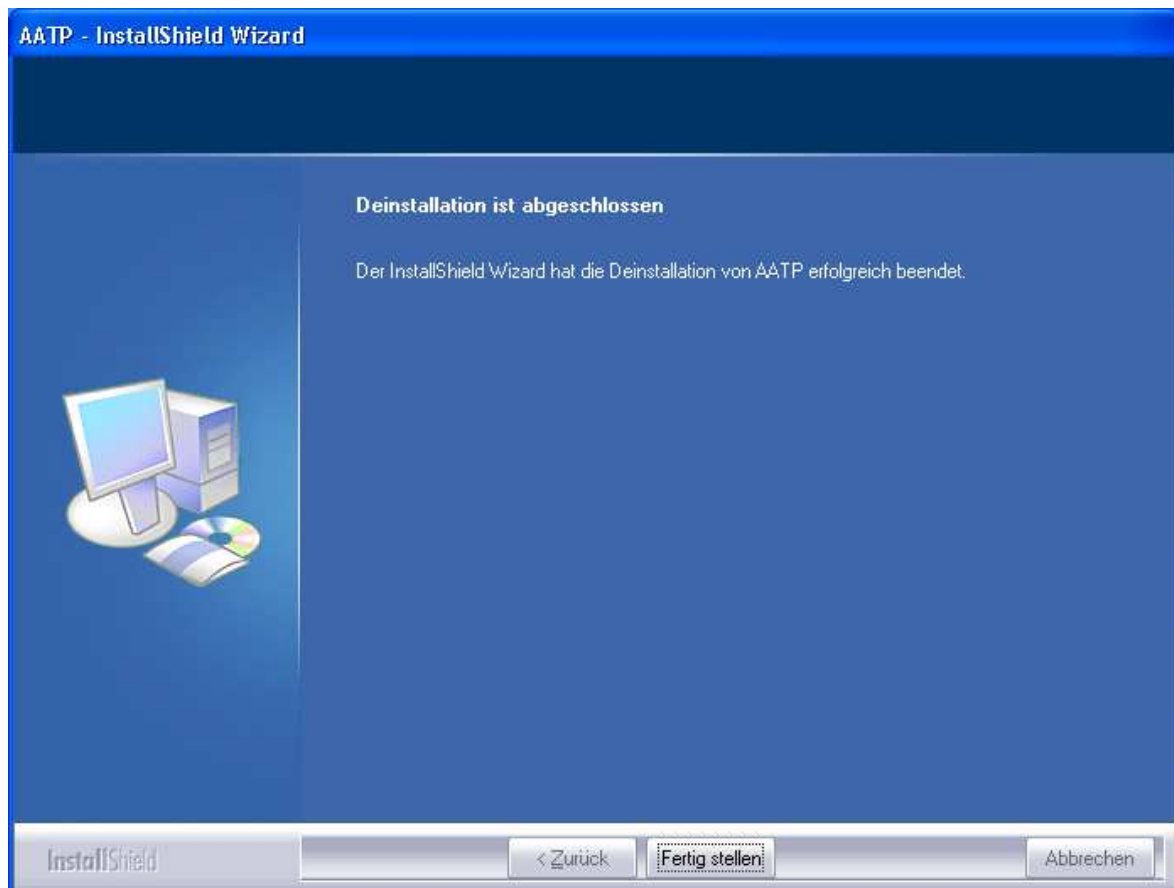 AATP - InstallShield Wizard
Deinstallation ist abgeschlossen
Der InstallShield Wizard hat die Deinstallation von AATP erfolgreich beendet.
InstallShield
< Zurück
Fertig stellen
Abbrechen